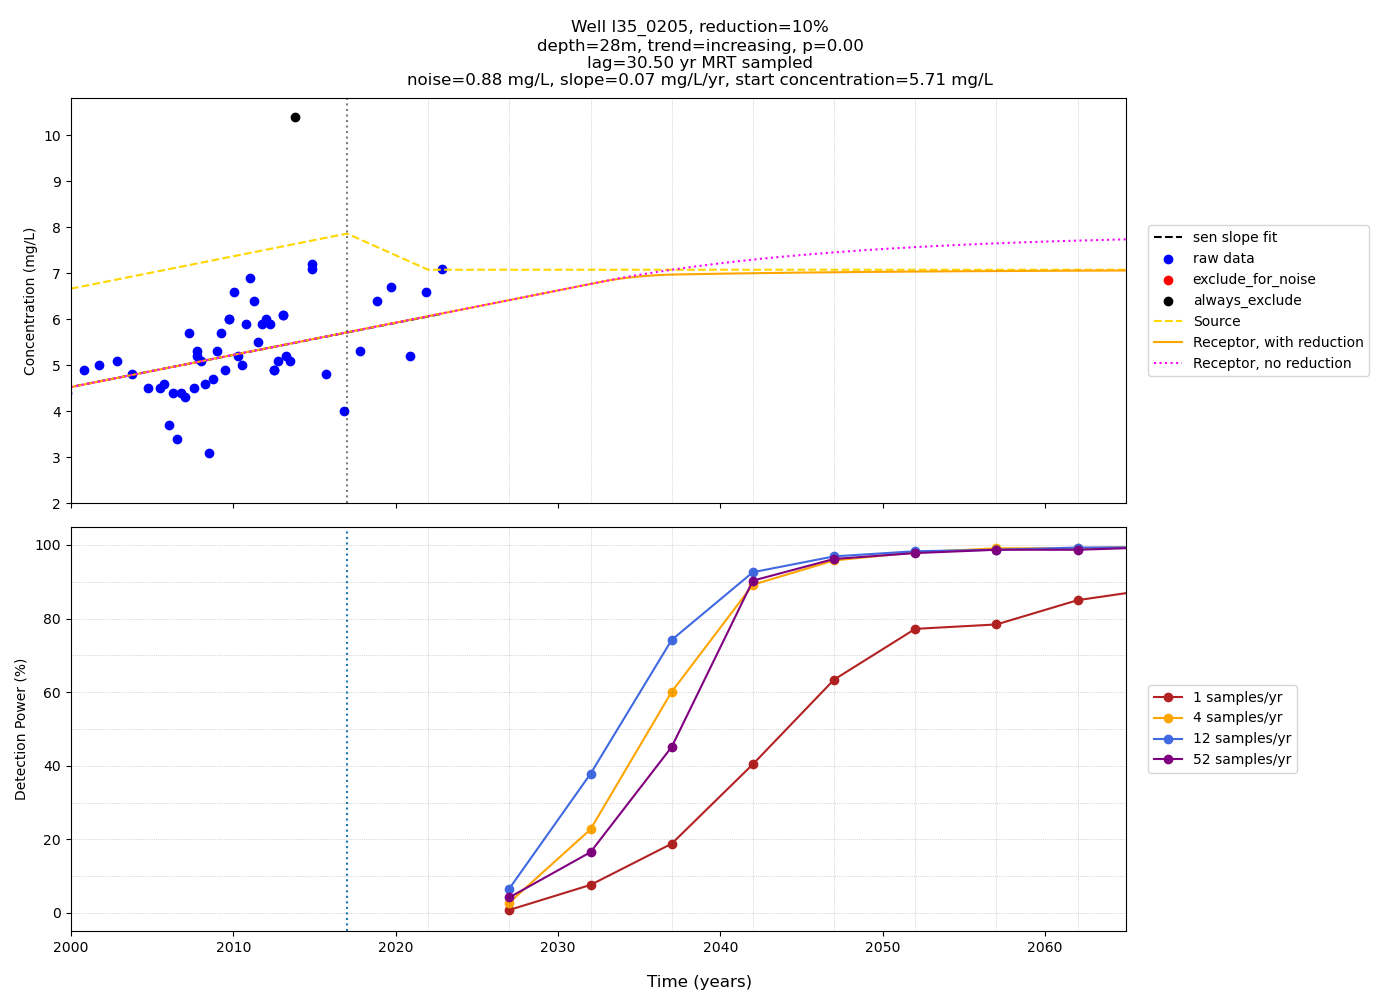 Well l35_0205, reduction=10%
depth=28m, trend=increasing, p=0.00
lag=30.50 yr MRT sampled
noise=0.88 mg/L, slope=0.07 mg/L/yr, start concentration=5.71 mg/L
Concentration (mg/L)
10
9
8
7
6
5
4
3
2
sen slope fit
raw data
exclude_for_noise
always_exclude
Source
Receptor, with reduction
Receptor, no reduction
Detection Power (%)
100
80
60
40
20
0
1 samples/yr
4 samples/yr
12 samples/yr
52 samples/yr
2000 2010 2020 2030 2040 2050 2060
Time (years)